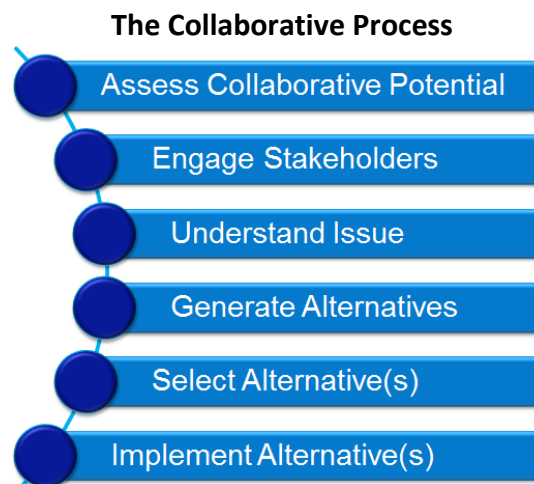 The Collaborative Process
Assess Collaborative Potential
Engage Stakeholders
Understand Issue
Generate Alternatives
Select Alternative(s)
Implement Alternative(s)